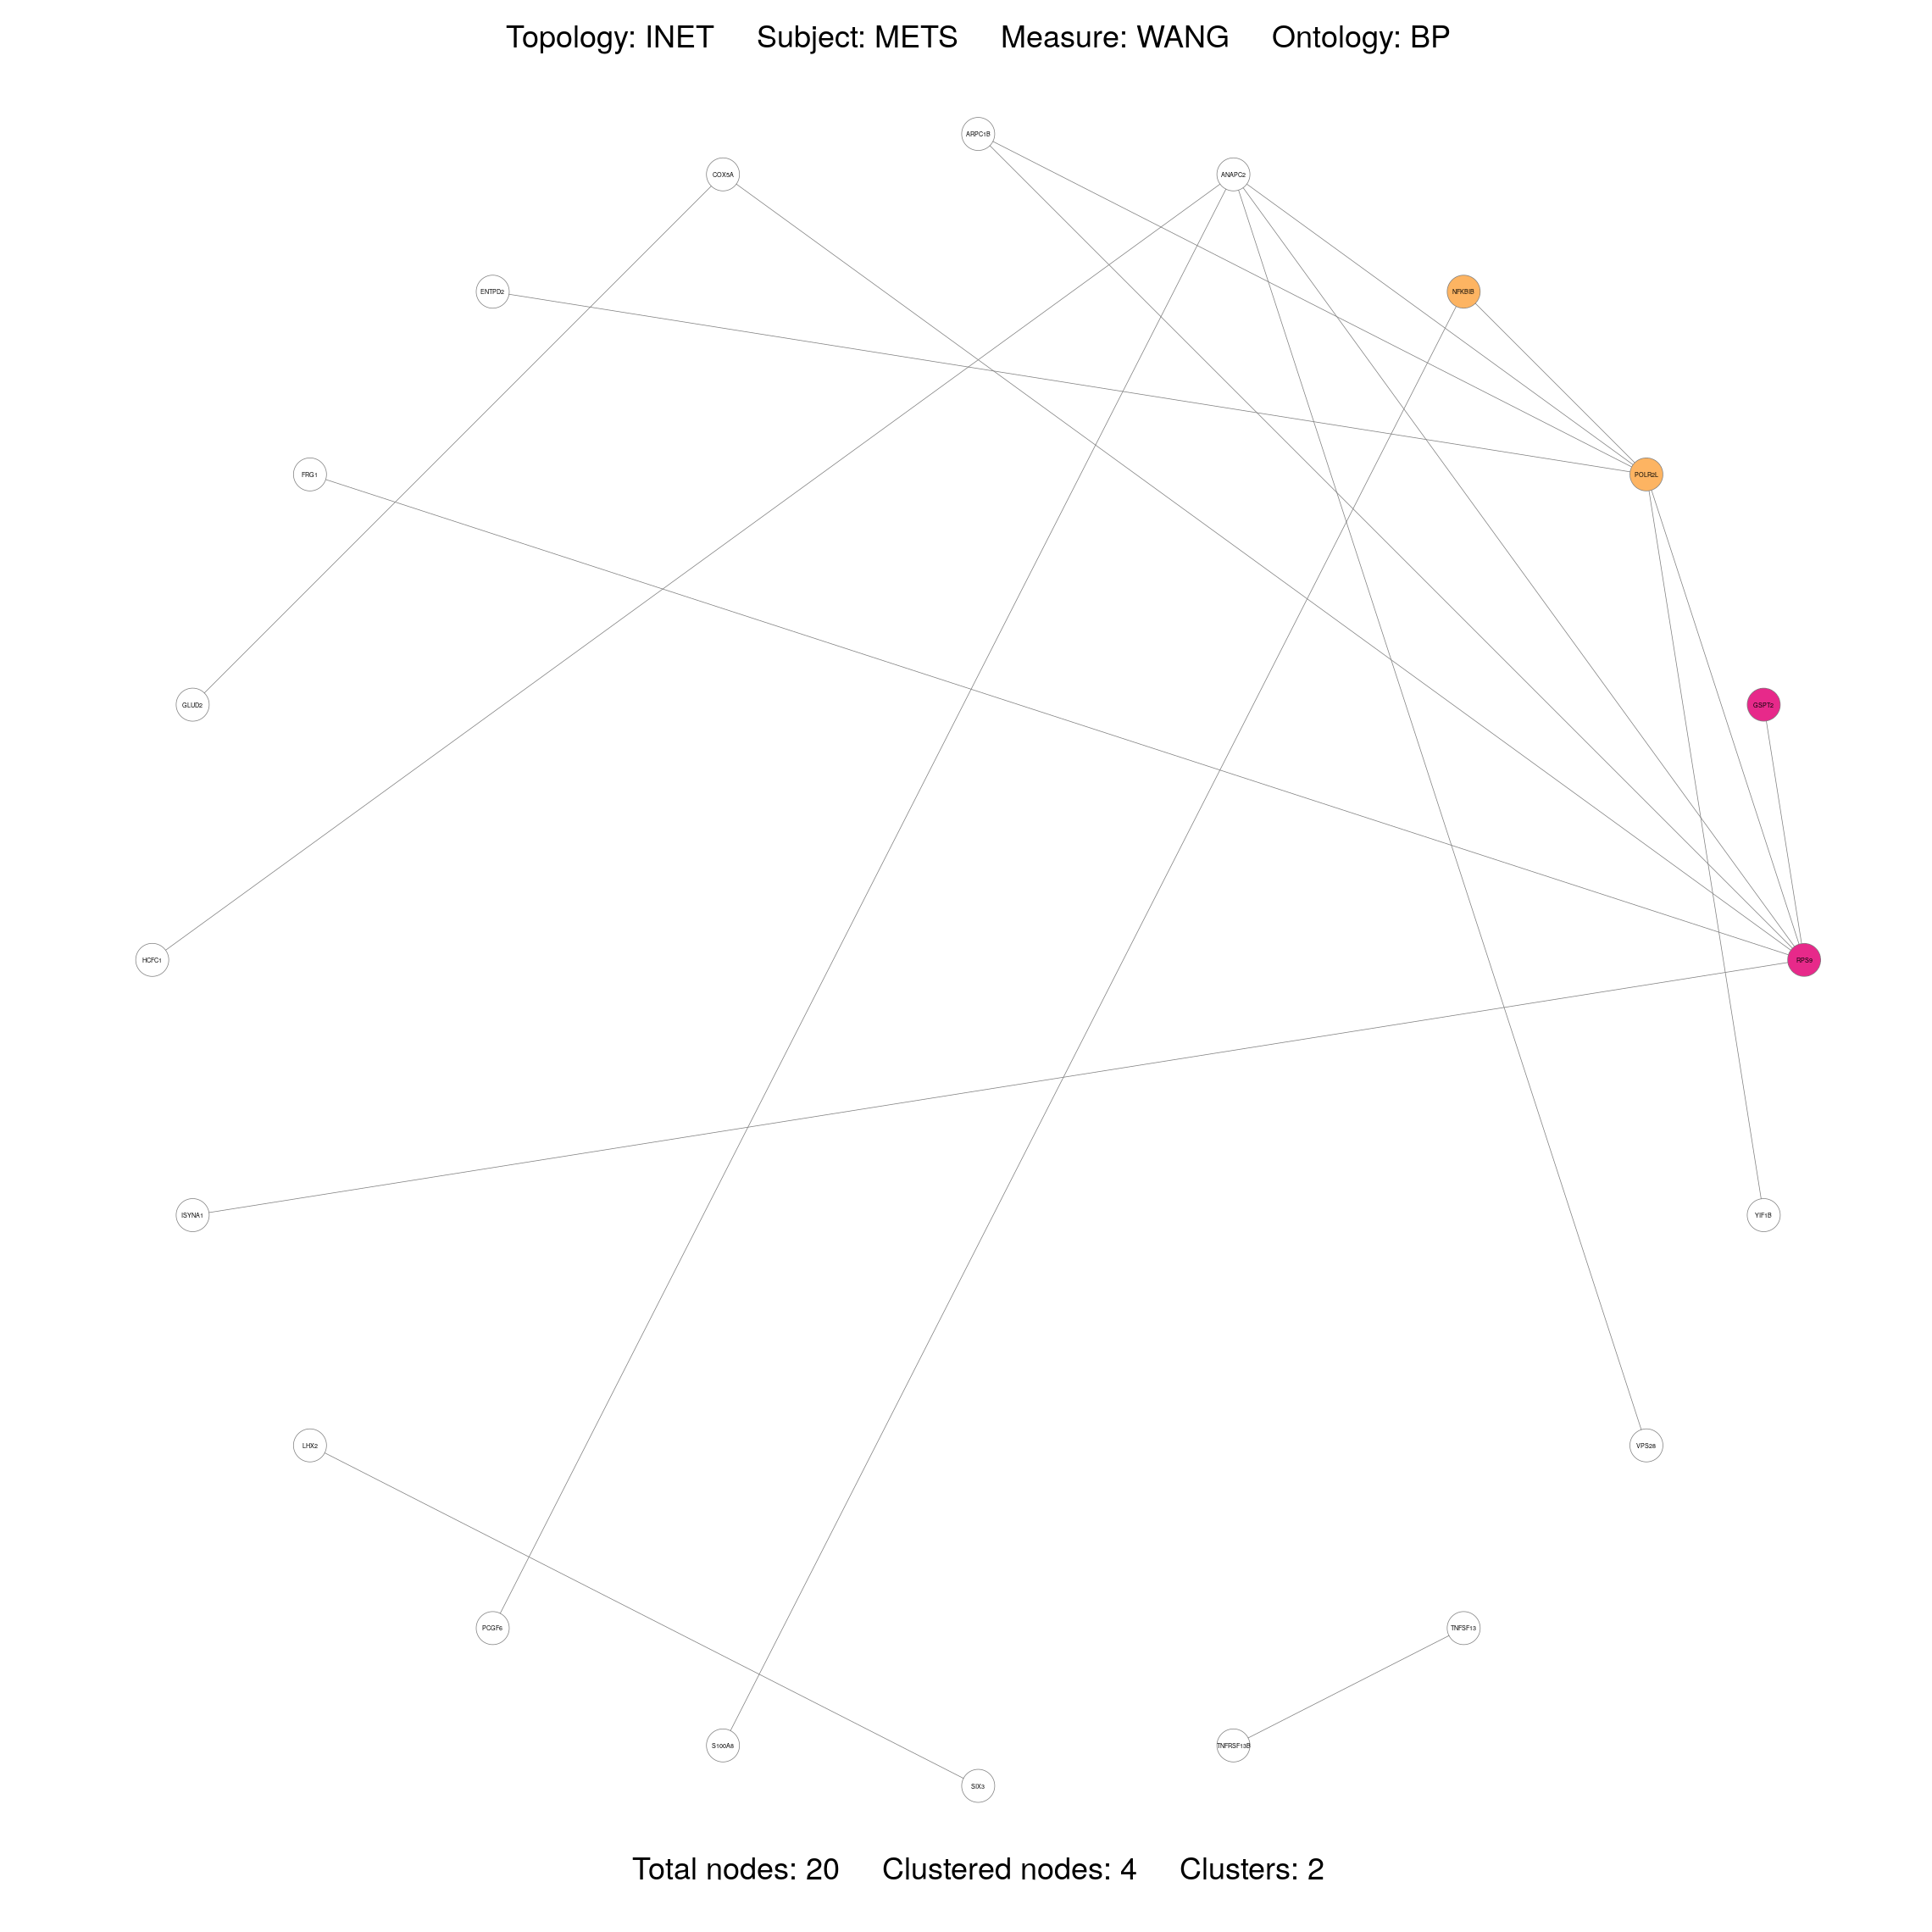 Topology: INET Subject: METS Measure: WANG Ontology: BP
ARPC1B
COX5A
ANAPC2
ENTPD2
NFKBIB
FRG1
POLR2L
GLUD2
GSPT2
HCFC1
RPS9
ISYNA1
YIF1B
LHX2
VPS28
PCGF6
TNFSF13
S100A8
TNFRSF13B
SIX3
Total nodes: 20 Clustered nodes: 4 Clusters: 2